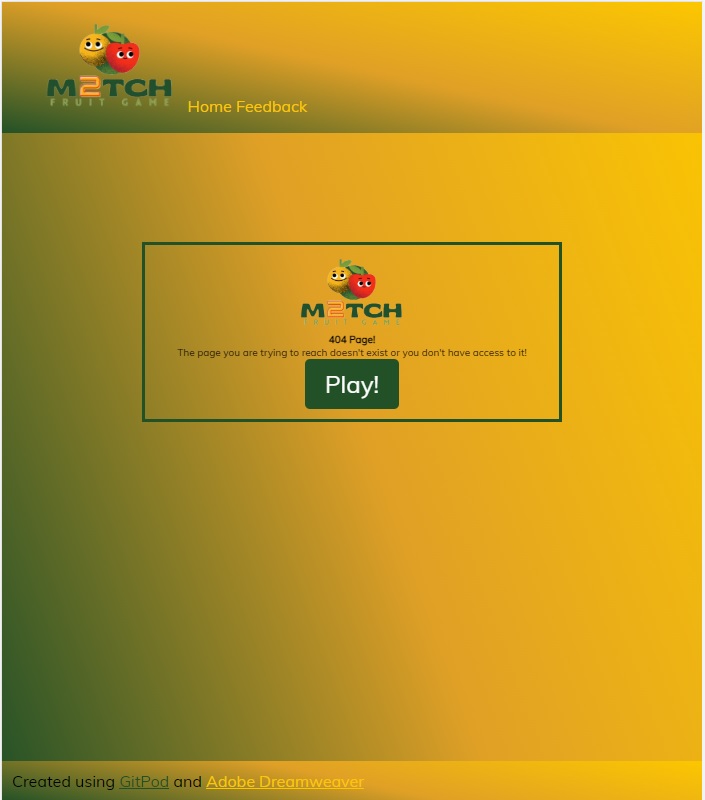 M2TCH
FRUIT GAME
Home Feedback
M2TCH
FRUIT GAME
404 Page!
The page you are trying to reach doesn't exist or you don't have access to it!
Play!
Created using GitPod and Adobe Dreamweaver